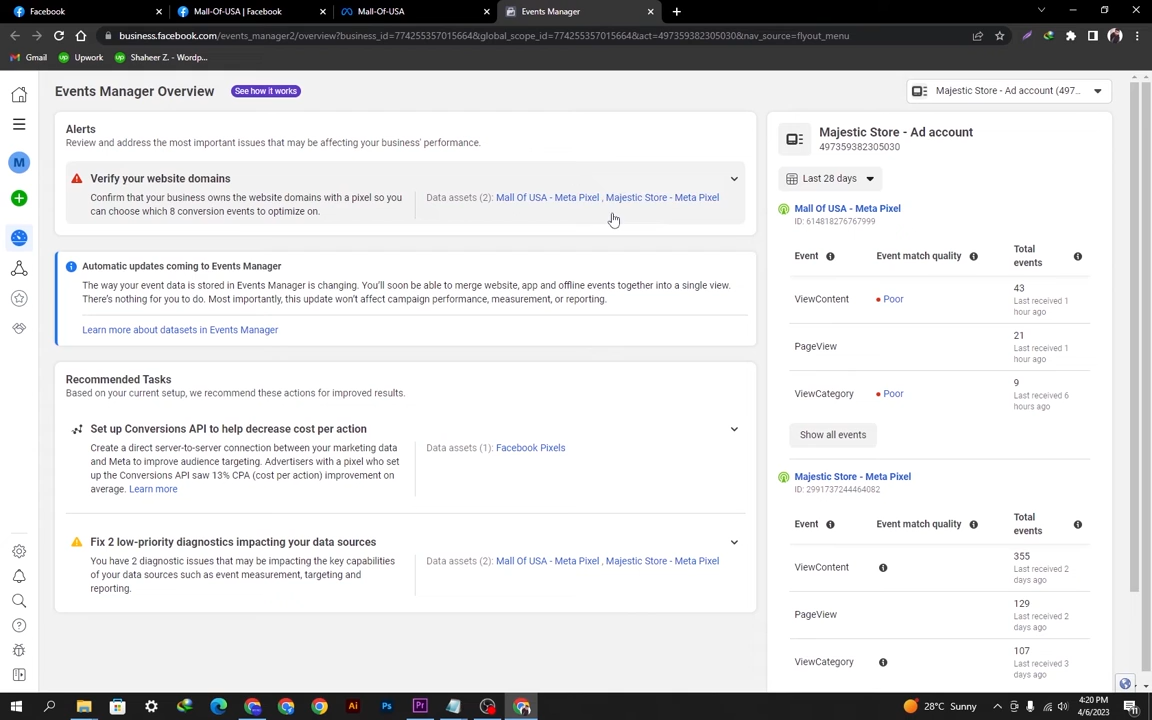 Facebook
Mall-Of-USA | Facebook
Mall-Of-USA
Events Manager
business.facebook.com/events_manager2/overview?business_id=774255357015664&global_scope_id=774255357015664&act=497359382305030&nav_source=flyout_menu
Gmail
Upwork
Shaheer Z. - Wordp...
Events Manager Overview
See how it works
Majestic Store - Ad account (497...
Alerts
Review and address the most important issues that may be affecting your business' performance.
Verify your website domains
Confirm that your business owns the website domains with a pixel so you
can choose which 8 conversion events to optimize on.
Data assets (2): Mall Of USA - Meta Pixel , Majestic Store - Meta Pixel
Automatic updates coming to Events Manager
The way your event data is stored in Events Manager is changing. You'll soon be able to merge website, app and offline events together into a single view.
There's nothing for you to do. Most importantly, this update won't affect campaign performance, measurement, or reporting.
Learn more about datasets in Events Manager
Recommended Tasks
Based on your current setup, we recommend these actions for improved results.
Set up Conversions API to help decrease cost per action
Create a direct server-to-server connection between your marketing data
and Meta to improve audience targeting. Advertisers with a pixel who set
up the Conversions API saw 13% CPA (cost per action) improvement on
average. Learn more
Data assets (1): Facebook Pixels
Fix 2 low-priority diagnostics impacting your data sources
You have 2 diagnostic issues that may be impacting the key capabilities
of your data sources such as event measurement, targeting and
reporting.
Data assets (2): Mall Of USA - Meta Pixel , Majestic Store - Meta Pixel
Majestic Store - Ad account
497359382305030
Last 28 days
Mall Of USA - Meta Pixel
ID: 614818276767999
Event
Event match quality
Total
events
ViewContent
Poor
43
Last received 1
hour ago
PageView
21
Last received 1
hour ago
ViewCategory
Poor
9
Last received 6
hours ago
Show all events
Majestic Store - Meta Pixel
ID: 2991737244464082
Event
Event match quality
Total
events
ViewContent
355
Last received 2
days ago
PageView
129
Last received 2
days ago
ViewCategory
107
Last received 3
days ago
M
Ai
Ps
Pr
28°C Sunny
4:20 PM
4/6/2023